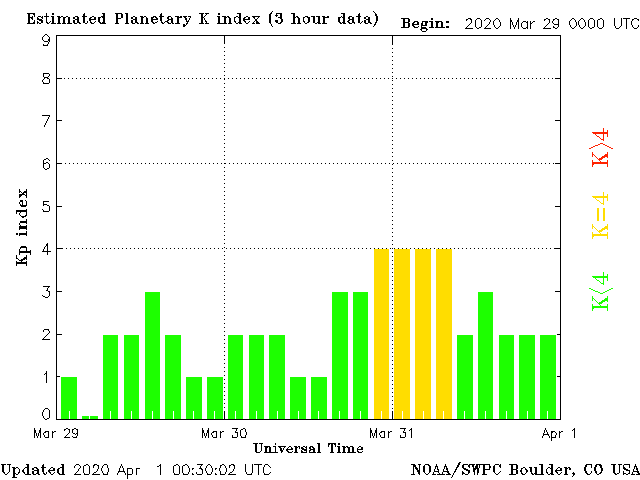 Estimated Planetary K index (3 hour data) Begin: 2020 Mar 29 0000 UTC
9
8
7
6
5
4
3
2
1
0
Kp index
K>4
K=4
K<4
Mar 29 Mar 30 Mar 31 Apr 1
Universal Time
Updated 2020 Apr 1 00:30:02 UTC NOAA/SWPC Boulder, CO USA